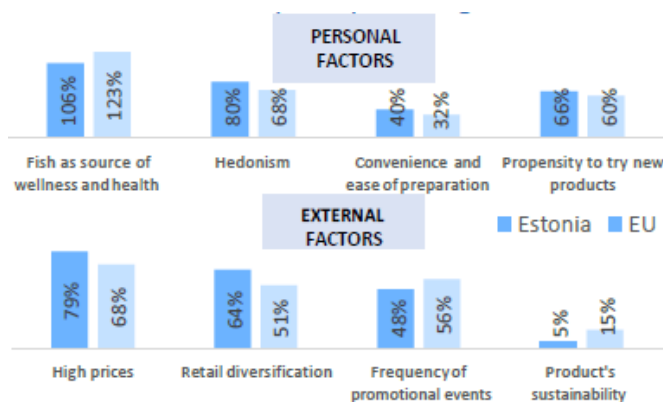 PERSONAL
FACTORS
106% 123% 80% 68% 40% 32% 66% 60%
Fish as source of Hedonism Convenience and Propensity to try new
wellness and health ease of preparation products
EXTERNAL
FACTORS
Estonia EU
79% 68% 64% 51% 48% 56% 5% 15%
High prices Retail diversification Frequency of Product's
promotional events sustainability